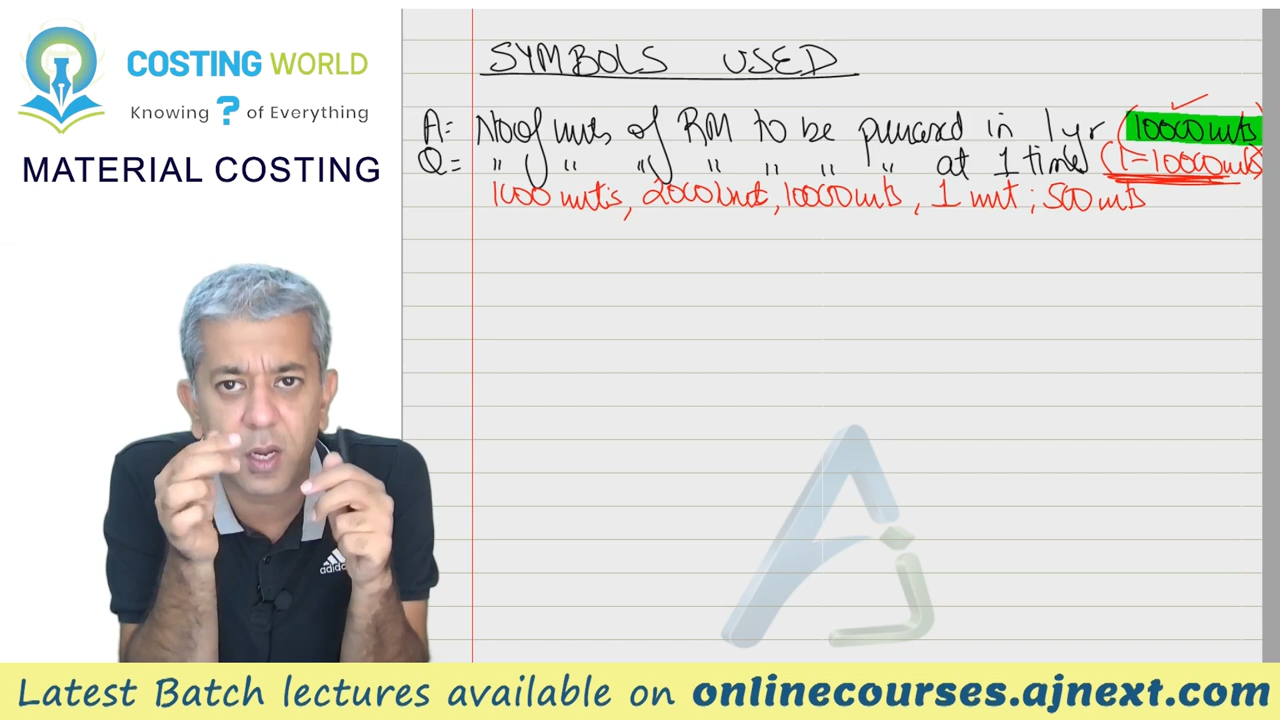 COSTING WORLD
Knowing ? of Everything
MATERIAL COSTING
SYMBOLS USED
A= No of units of RM to be purcased in 1 yr (10000 units)
Q= " " " " " " " at 1 time (1-10000 units)
1000 units, 2000 unit, 10000 units, 1 unit; 500 units
adidas
Latest Batch lectures available on onlinecourses.ajnext.com